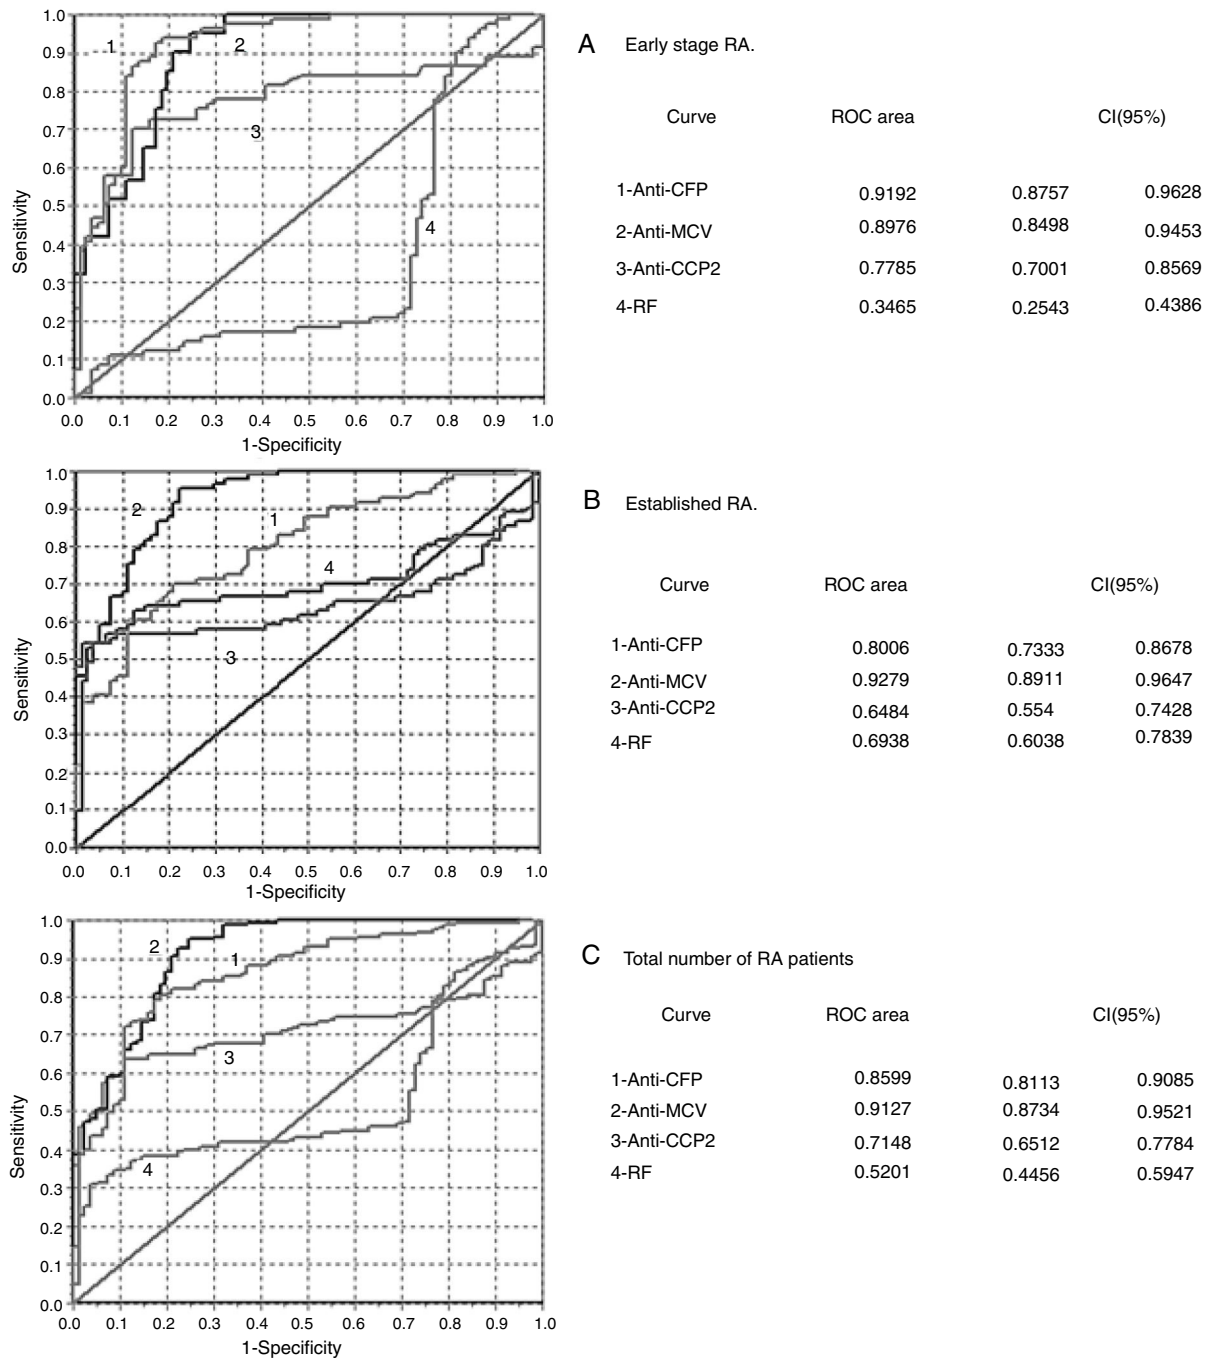 A Early stage RA.
Curve ROC area CI(95%)
1-Anti-CFP 0.9192 0.8757 0.9628
2-Anti-MCV 0.8976 0.8498 0.9453
3-Anti-CCP2 0.7785 0.7001 0.8569
4-RF 0.3465 0.2543 0.4386
Sensitivity
1.0
0.9
0.8
0.7
0.6
0.5
0.4
0.3
0.2
0.1
0.0
1
2
3
4
0.0 0.1 0.2 0.3 0.4 0.5 0.6 0.7 0.8 0.9 1.0
1-Specificity
B Established RA.
Curve ROC area CI(95%)
1-Anti-CFP 0.8006 0.7333 0.8678
2-Anti-MCV 0.9279 0.8911 0.9647
3-Anti-CCP2 0.6484 0.554 0.7428
4-RF 0.6938 0.6038 0.7839
Sensitivity
1.0
0.9
0.8
0.7
0.6
0.5
0.4
0.3
0.2
0.1
0.0
2
1
4
3
0.0 0.1 0.2 0.3 0.4 0.5 0.6 0.7 0.8 0.9 1.0
1-Specificity
C Total number of RA patients
Curve ROC area CI(95%)
1-Anti-CFP 0.8599 0.8113 0.9085
2-Anti-MCV 0.9127 0.8734 0.9521
3-Anti-CCP2 0.7148 0.6512 0.7784
4-RF 0.5201 0.4456 0.5947
Sensitivity
1.0
0.9
0.8
0.7
0.6
0.5
0.4
0.3
0.2
0.1
0.0
2
1
3
4
0.0 0.1 0.2 0.3 0.4 0.5 0.6 0.7 0.8 0.9 1.0
1-Specificity